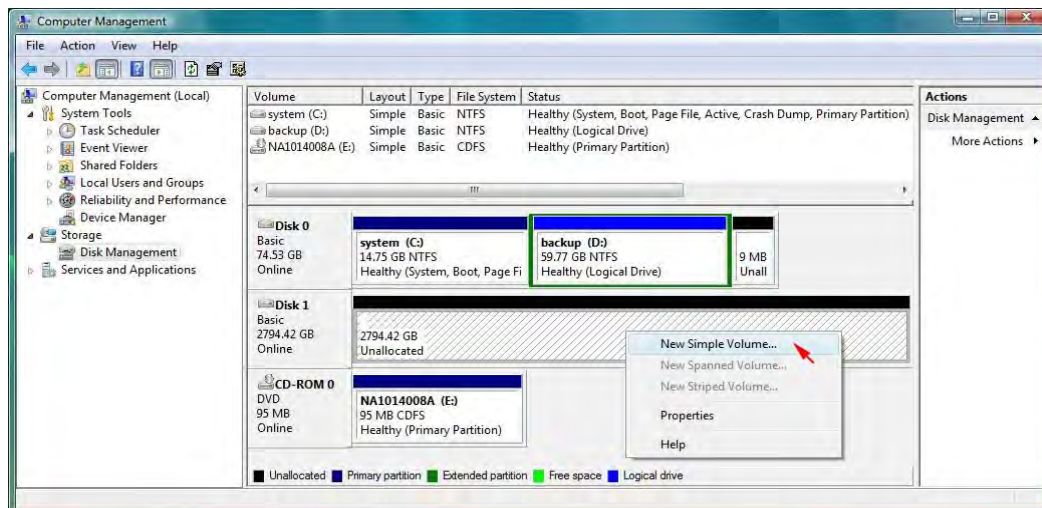 Computer Management
File Action View Help
Computer Management (Local)
System Tools
Task Scheduler
Event Viewer
Shared Folders
Local Users and Groups
Reliability and Performance
Device Manager
Storage
Disk Management
Services and Applications
Volume Layout Type File System Status
system (C:) Simple Basic NTFS Healthy (System, Boot, Page File, Active, Crash Dump, Primary Partition)
backup (D:) Simple Basic NTFS Healthy (Logical Drive)
NA1014008A (E:) Simple Basic CDFS Healthy (Primary Partition)
Disk 0
Basic
74.53 GB
Online
system (C:)
14.75 GB NTFS
Healthy (System, Boot, Page Fi
backup (D:)
59.77 GB NTFS
Healthy (Logical Drive)
9 MB
Unall
Disk 1
Basic
2794.42 GB
Online
2794.42 GB
Unallocated
New Simple Volume...
New Spanned Volume...
New Striped Volume...
Properties
Help
CD-ROM 0
DVD
95 MB
Online
NA1014008A (E:)
95 MB CDFS
Healthy (Primary Partition)
Unallocated Primary partition Extended partition Free space Logical drive
Actions
Disk Management
More Actions